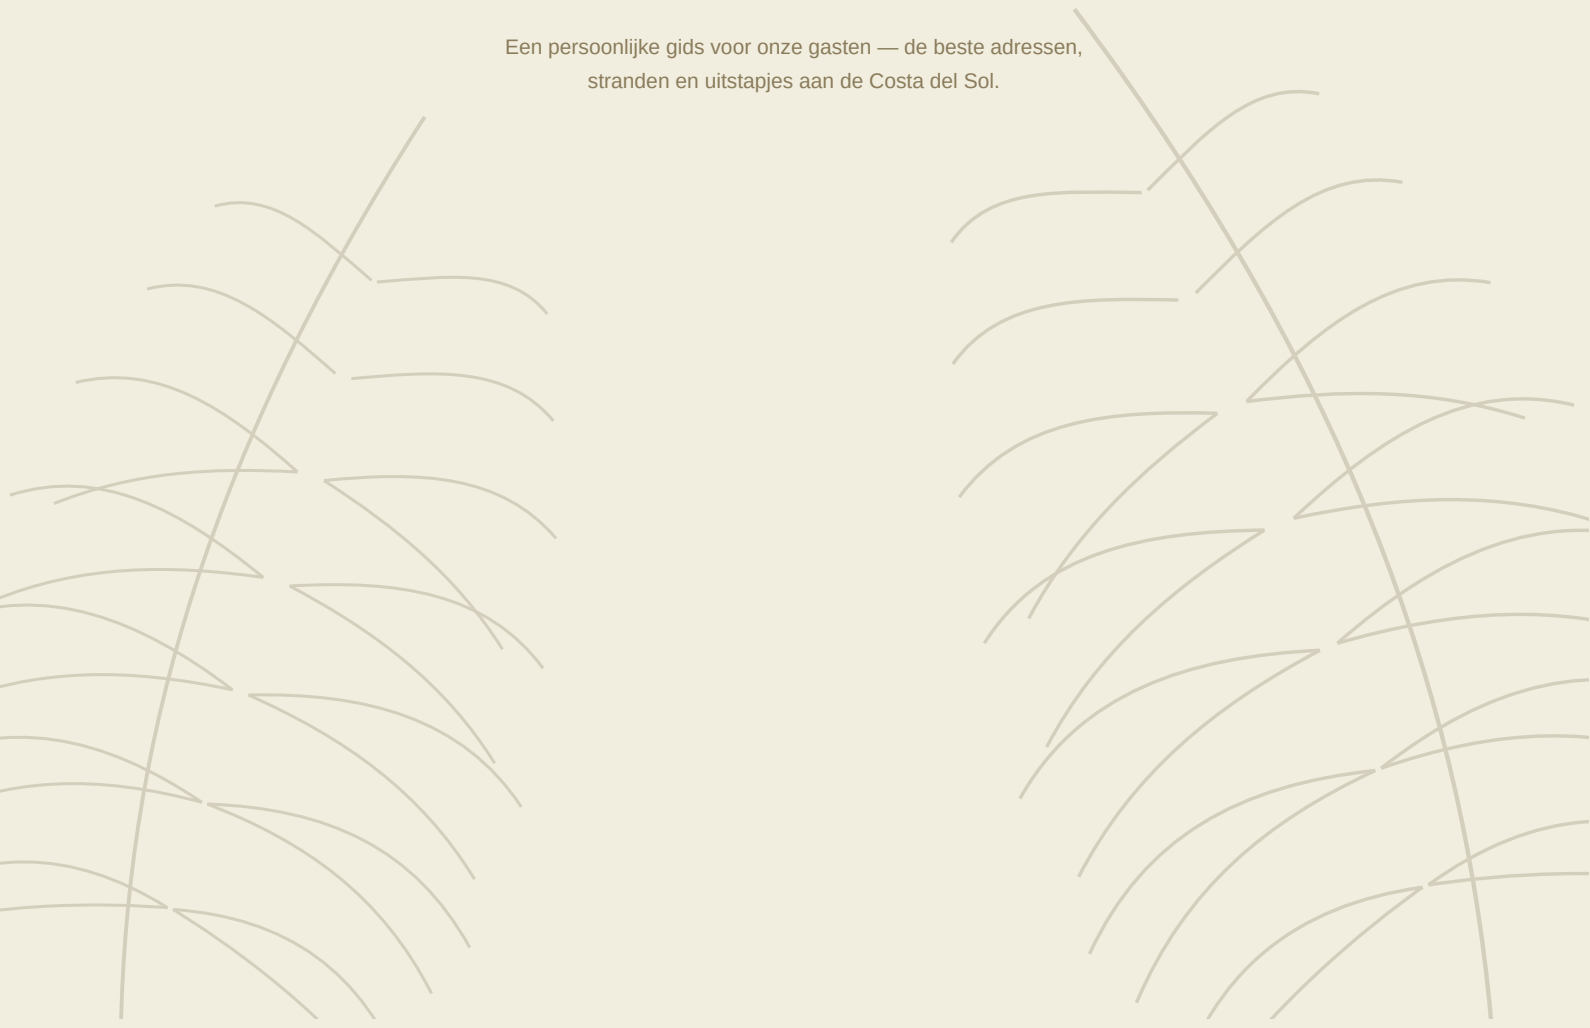 Een persoonlijke gids voor onze gasten — de beste adressen,
stranden en uitstapjes aan de Costa del Sol.